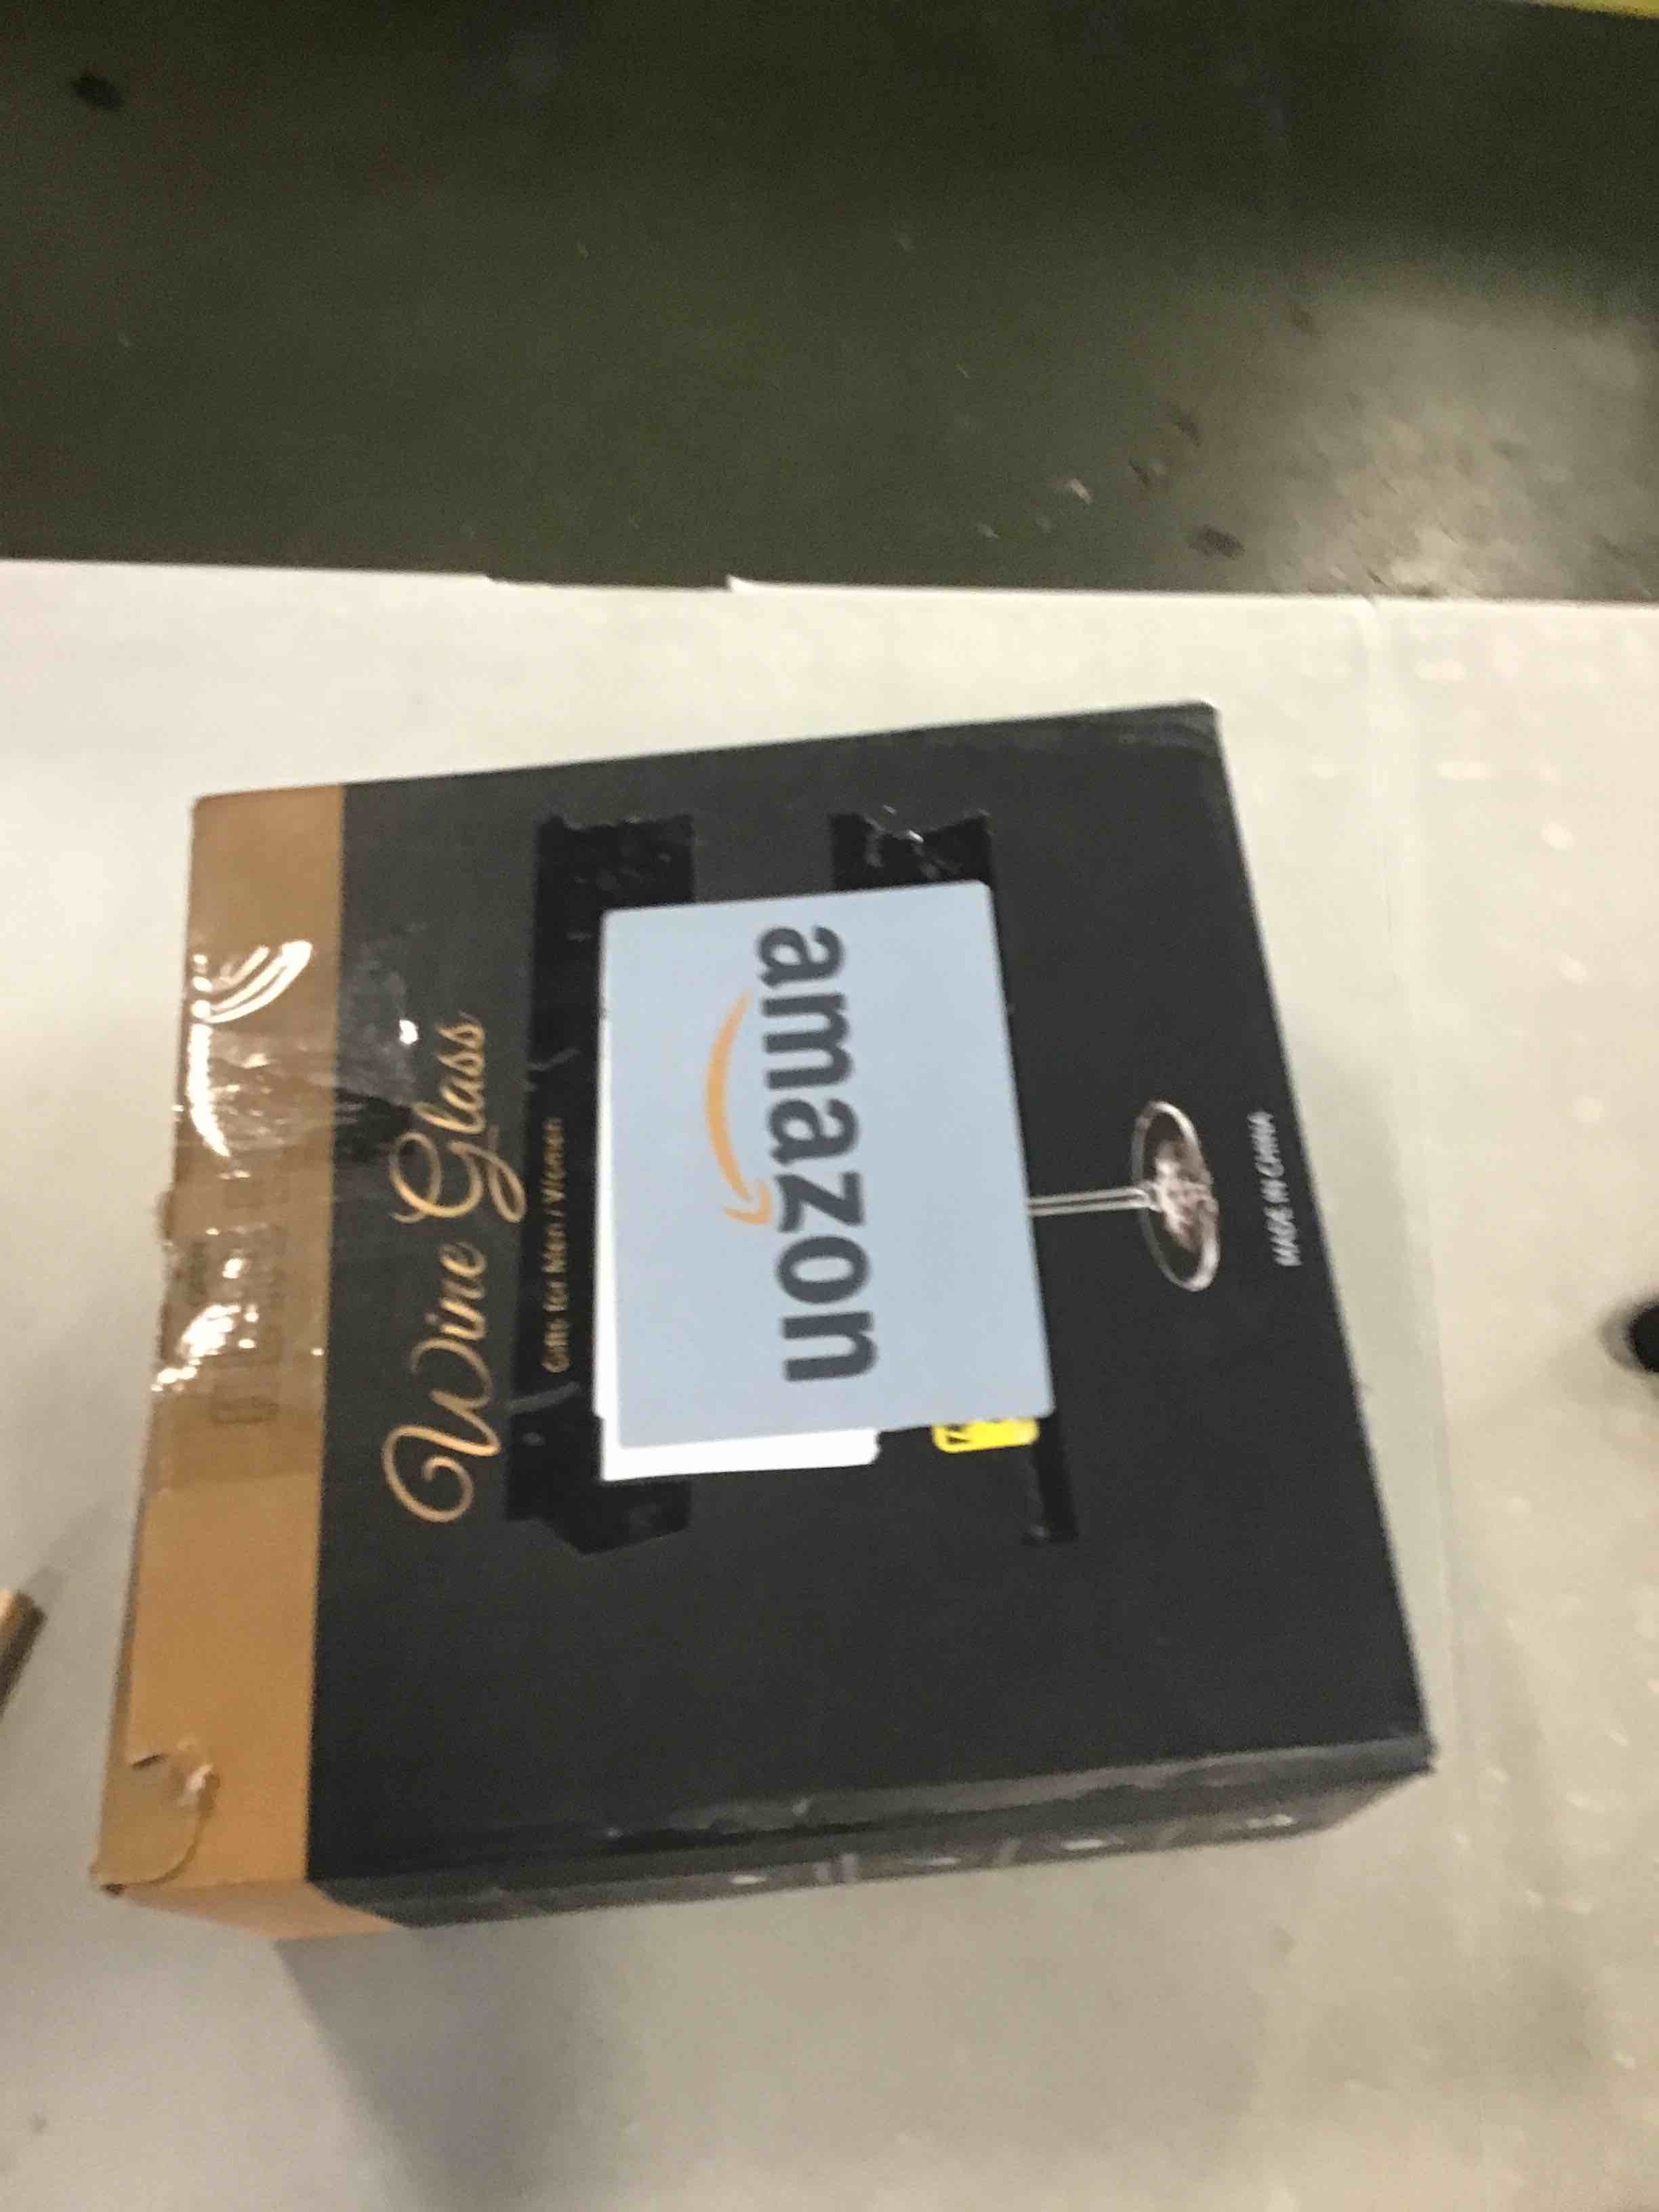 Wine Glass
Gifts for Men / Women
amazon
MADE IN CHINA